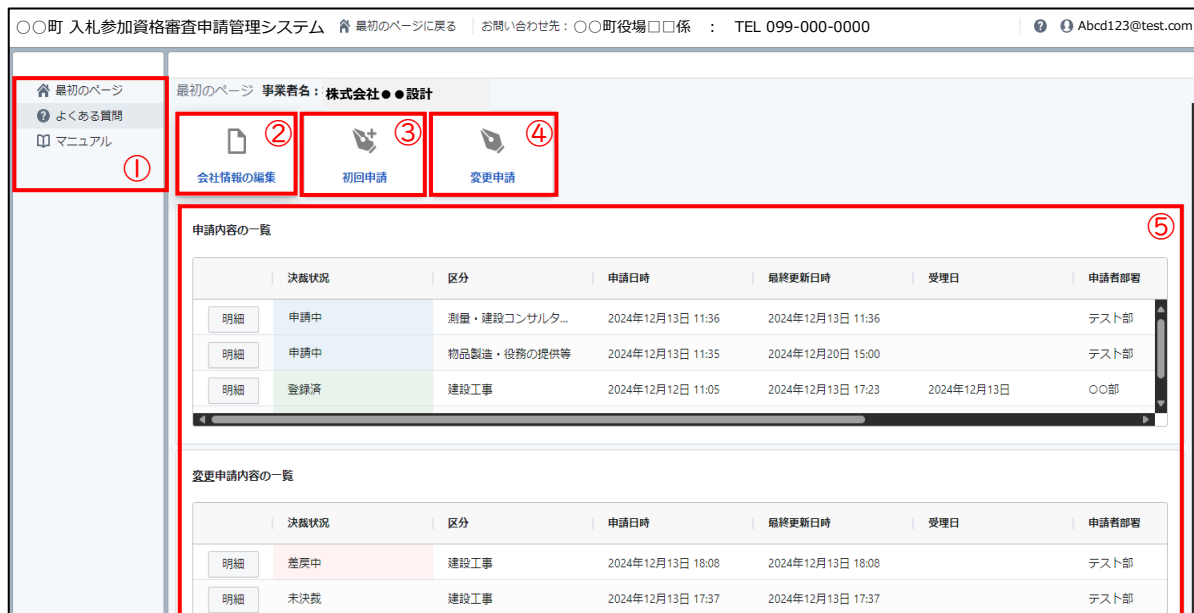 ○○町 入札参加資格審査申請管理システム 最初のページに戻る お問い合わせ先：○○町役場□□係 ： TEL 099-000-0000 Abcd123@test.com
最初のページ
よくある質問
マニュアル
①
最初のページ 事業者名： 株式会社●●設計
② ③ ④
会社情報の編集 初回申請 変更申請
⑤
申請内容の一覧
決裁状況 区分 申請日時 最終更新日時 受理日 申請者部署
明細 申請中 測量・建設コンサルタ... 2024年12月13日 11:36 2024年12月13日 11:36 テスト部
明細 申請中 物品製造・役務の提供等 2024年12月13日 11:35 2024年12月20日 15:00 テスト部
明細 登録済 建設工事 2024年12月12日 11:05 2024年12月13日 17:23 2024年12月13日 ○○部
変更申請内容の一覧
決裁状況 区分 申請日時 最終更新日時 受理日 申請者部署
明細 差戻中 建設工事 2024年12月13日 18:08 2024年12月13日 18:08 テスト部
明細 未決裁 建設工事 2024年12月13日 17:37 2024年12月13日 17:37 テスト部